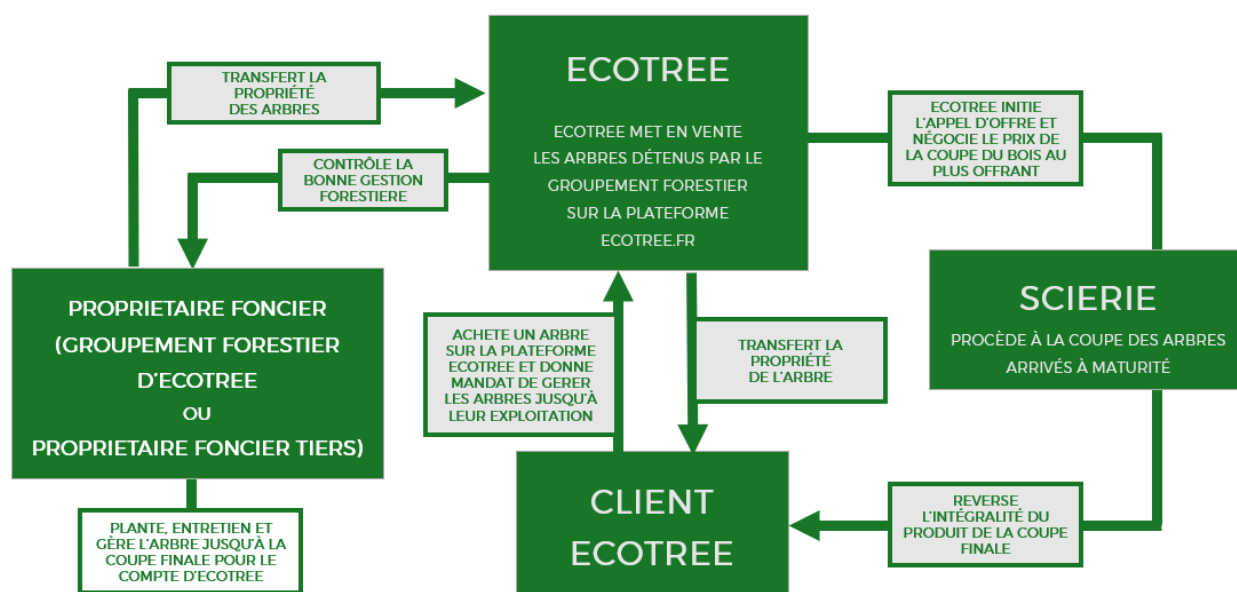 TRANSFERT LA
PROPRIÉTÉ
DES ARBRES
CONTRÔLE LA
BONNE GESTION
FORESTIERE
ECOTREE
ECOTREE MET EN VENTE
LES ARBRES DÉTENUS PAR LE
GROUPEMENT FORESTIER
SUR LA PLATEFORME
ECOTREE.FR
ECOTREE INITIE
L'APPEL D'OFFRE ET
NÉGOCIE LE PRIX DE
LA COUPE DU BOIS AU
PLUS OFFRANT
PROPRIETAIRE FONCIER
(GROUPEMENT FORESTIER
D'ECOTREE
OU
PROPRIETAIRE FONCIER TIERS)
ACHETE UN ARBRE
SUR LA PLATEFORME
ECOTREE ET DONNE
MANDAT DE GERER
LES ARBRES JUSQU'À
LEUR EXPLOITATION
TRANSFERT LA
PROPRIÉTÉ
DE L'ARBRE
SCIERIE
PROCÈDE À LA COUPE DES ARBRES
ARRIVÉS À MATURITÉ
PLANTE, ENTRETIEN ET
GÈRE L'ARBRE JUSQU'À LA
COUPE FINALE POUR LE
COMPTE D'ECOTREE
CLIENT
ECOTREE
REVERSE
L'INTÉGRALITÉ DU
PRODUIT DE LA COUPE
FINALE